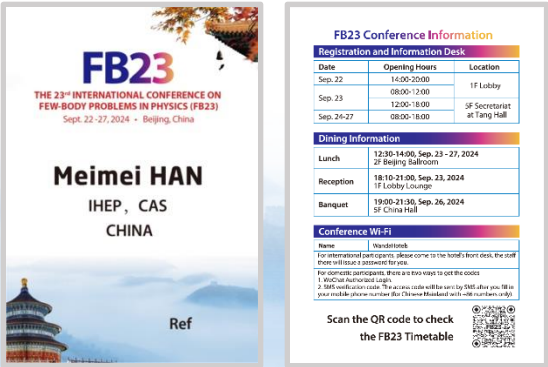 FB23
THE 23rd INTERNATIONAL CONFERENCE ON
FEW-BODY PROBLEMS IN PHYSICS (FB23)
Sept. 22 -27, 2024 • Beijing, China
Meimei HAN
IHEP， CAS
CHINA
Ref
FB23 Conference Information
Registration and Information Desk
Date Opening Hours Location
Sep. 22 14:00-20:00 1F Lobby
Sep. 23 08:00-12:00
12:00-18:00 5F Secretariat
at Tang Hall
Sep. 24-27 08:00-18:00
Dining Information
Lunch 12:30-14:00, Sep. 23 – 27, 2024
2F Beijing Ballroom
Reception 18:10-21:00, Sep. 23, 2024
1F Lobby Lounge
Banquet 19:00-21:30, Sep. 26, 2024
5F China Hall
Conference Wi-Fi
Name WandaHotels
For international participants, please come to the hotel's front desk, the staff
there will issue a password for you.
For domestic participants, there are two ways to get the codes
1. WeChat Authorized Login.
2. SMS verification code. The access code will be sent by SMS after you fill in
your mobile phone number (for Chinese Mainland with +86 numbers only).
Scan the QR code to check
the FB23 Timetable